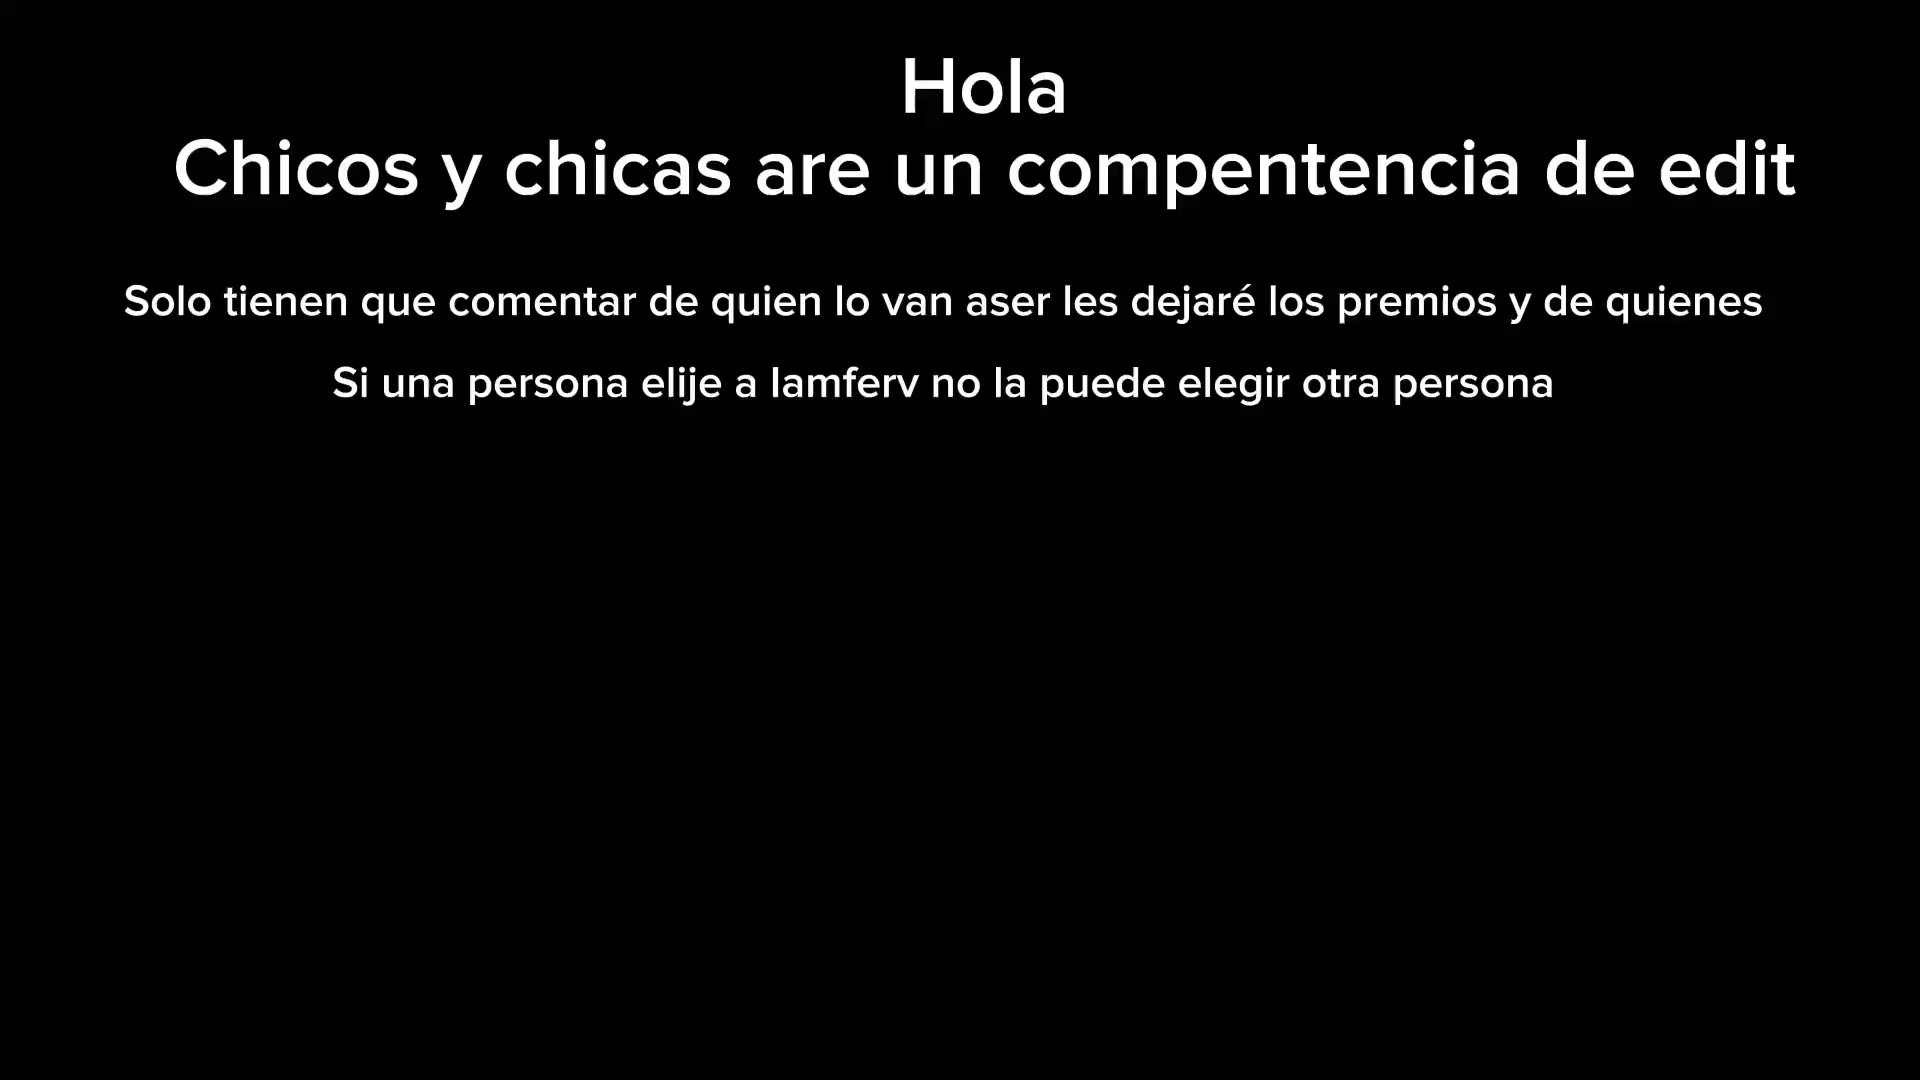 Hola
Chicos y chicas are un compentencia de edit
Solo tienen que comentar de quien lo van aser les dejaré los premios y de quienes
Si una persona elije a Iamferv no la puede elegir otra persona